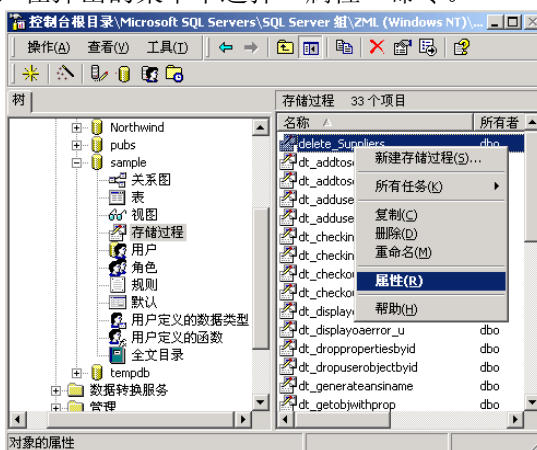 控制台根目录\Microsoft SQL Servers\SQL Server 组\ZML (Windows NT)\...
操作(A) 查看(V) 工具(T)
树
存储过程 33 个项目
名称 所有者
Northwind
pubs
sample
关系图
表
视图
存储过程
用户
角色
规则
默认
用户定义的数据类型
用户定义的函数
全文目录
tempdb
数据转换服务
管理
delete_Suppliers dbo
dt_addtoso
dt_addtoso
dt_adduse
dt_adduse
dt_checkin
dt_checkin
dt_checkou
dt_checkou
dt_display
dt_displayoaerror_u dbo
dt_droppropertiesbyid dbo
dt_dropuserobjectbyid dbo
dt_generateansiname dbo
dt_getobjwithprop dbo
新建存储过程(S)...
所有任务(K)
复制(C)
删除(D)
重命名(M)
属性(R)
帮助(H)
对象的属性